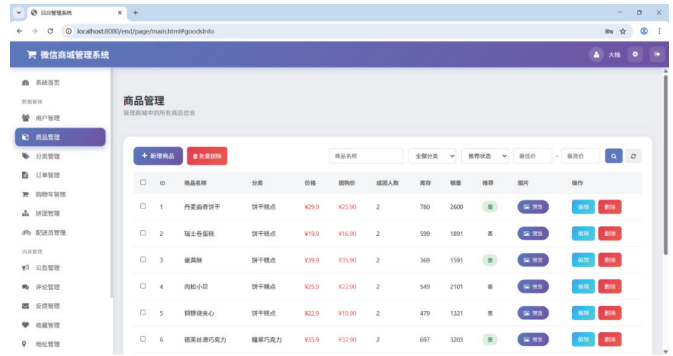 localhost:8080/end/page/main.html#goodsInfo
微信商城管理系统
大锤
系统首页
数据管理
用户管理
商品管理
分类管理
订单管理
购物车管理
拼团管理
配送员管理
内容管理
公告管理
评论管理
反馈管理
收藏管理
地址管理
商品管理
管理商城中的所有商品信息
+ 新增商品 批量删除 商品名称 全部分类 推荐状态 最低价 - 最高价
ID 商品名称 分类 价格 团购价 成团人数 库存 销量 推荐 图片 操作
1 丹麦曲奇饼干 饼干糕点 ¥29.9 ¥25.90 2 780 2600 是 预览 编辑 删除
2 瑞士卷蛋糕 饼干糕点 ¥19.9 ¥16.90 2 599 1891 否 预览 编辑 删除
3 蛋黄酥 饼干糕点 ¥39.9 ¥35.90 2 369 1591 是 预览 编辑 删除
4 肉松小贝 饼干糕点 ¥25.9 ¥22.90 2 549 2101 否 预览 编辑 删除
5 铜锣烧夹心 饼干糕点 ¥22.9 ¥19.90 2 479 1321 否 预览 编辑 删除
6 德芙丝滑巧克力 糖果巧克力 ¥35.9 ¥32.90 2 697 3203 是 预览 编辑 删除